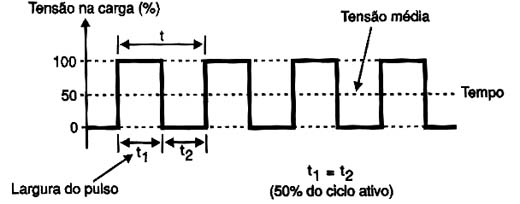 Tensão na carga (%)
Tensão média
t
100
50
0
Tempo
t1
t2
Largura do pulso
t1 = t2
(50% do ciclo ativo)